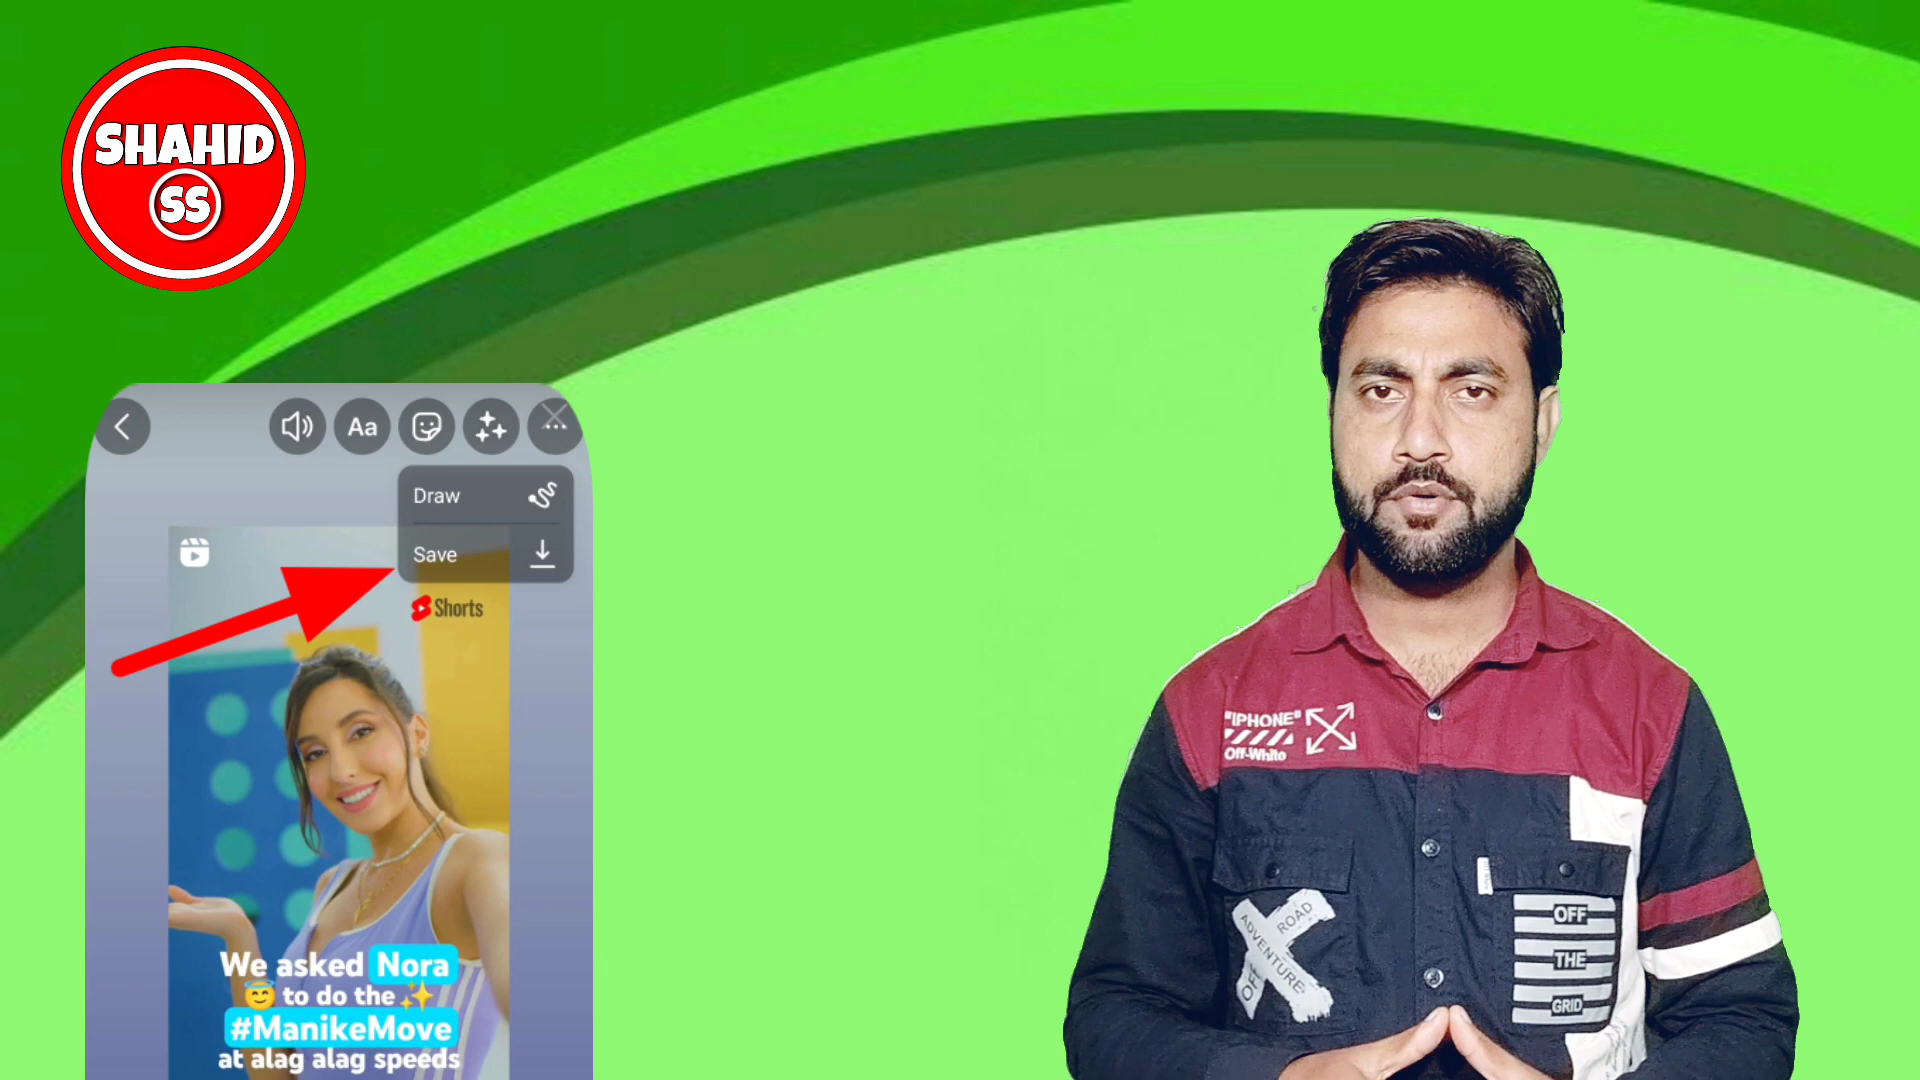 SHAHID
SS
Aa
Draw
Save
Shorts
We asked Nora
to do the
#ManikeMove
at alag alag speeds
"IPHONE"
Off-White
ROAD
ADVENTURE
OFF
OFF
THE
GRID